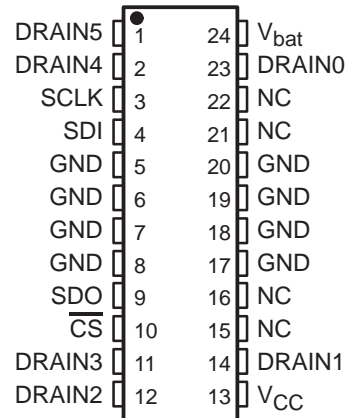 DRAIN5 1 24 Vbat
DRAIN4 2 23 DRAIN0
SCLK 3 22 NC
SDI 4 21 NC
GND 5 20 GND
GND 6 19 GND
GND 7 18 GND
GND 8 17 GND
SDO 9 16 NC
C̅S̅ 10 15 NC
DRAIN3 11 14 DRAIN1
DRAIN2 12 13 VCC